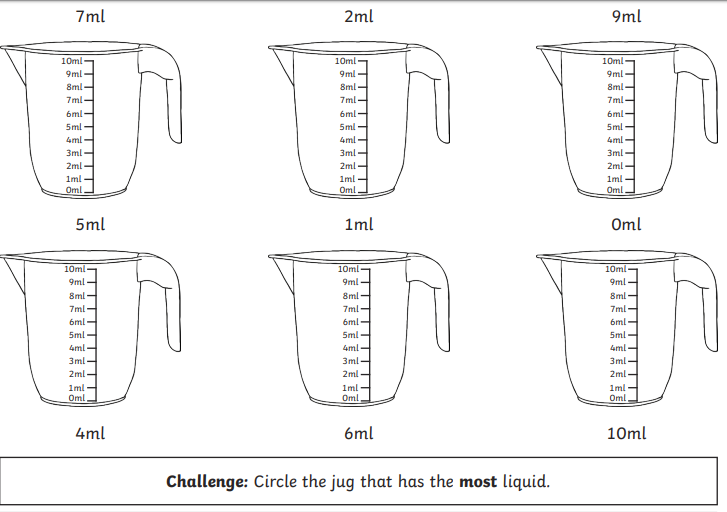 7ml 2ml 9ml
10ml 10ml 10ml
9ml 9ml 9ml
8ml 8ml 8ml
7ml 7ml 7ml
6ml 6ml 6ml
5ml 5ml 5ml
4ml 4ml 4ml
3ml 3ml 3ml
2ml 2ml 2ml
1ml 1ml 1ml
0ml 0ml 0ml
5ml 1ml 0ml
10ml 10ml 10ml
9ml 9ml 9ml
8ml 8ml 8ml
7ml 7ml 7ml
6ml 6ml 6ml
5ml 5ml 5ml
4ml 4ml 4ml
3ml 3ml 3ml
2ml 2ml 2ml
1ml 1ml 1ml
0ml 0ml 0ml
4ml 6ml 10ml
Challenge: Circle the jug that has the most liquid.